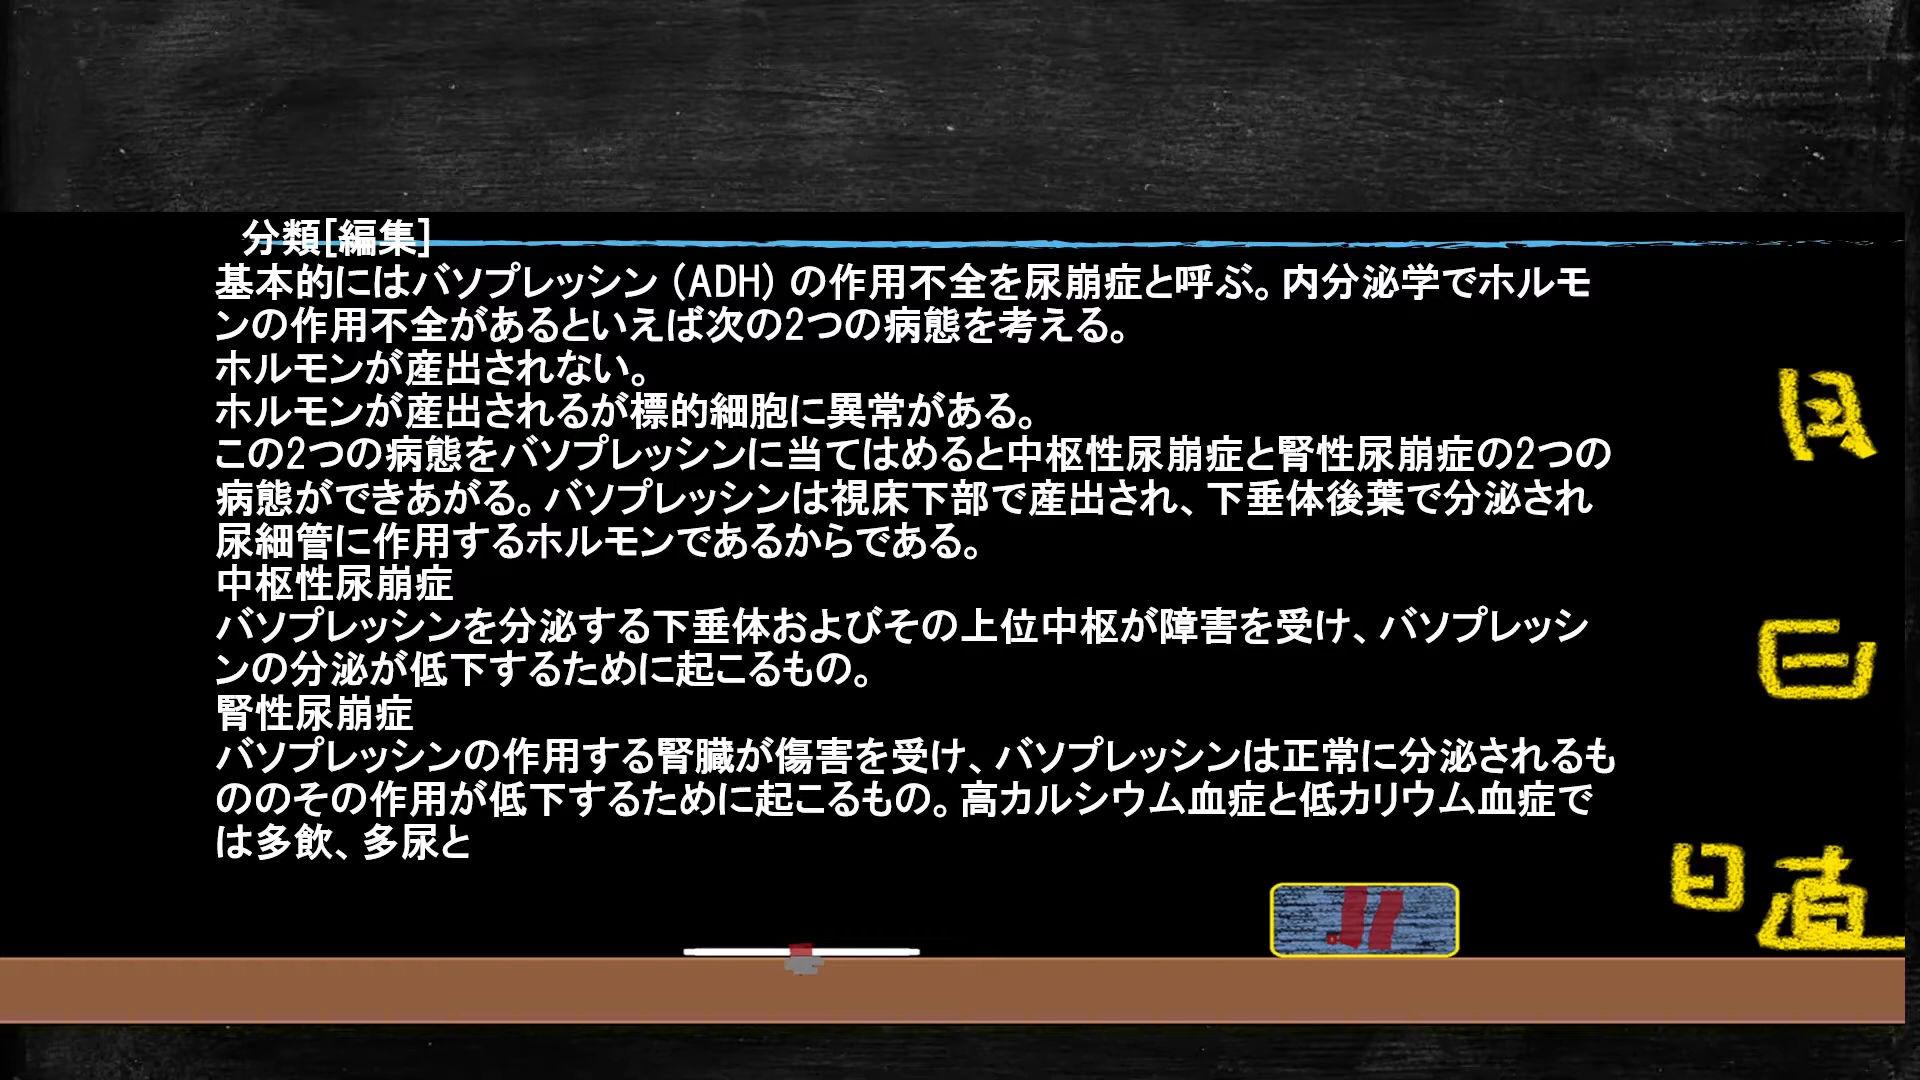 分類[編集]
基本的にはバソプレッシン (ADH) の作用不全を尿崩症と呼ぶ。内分泌学でホルモ
ンの作用不全があるといえば次の2つの病態を考える。
ホルモンが産出されない。
ホルモンが産出されるが標的細胞に異常がある。
この2つの病態をバソプレッシンに当てはめると中枢性尿崩症と腎性尿崩症の2つの
病態ができあがる。バソプレッシンは視床下部で産出され、下垂体後葉で分泌され
尿細管に作用するホルモンであるからである。
中枢性尿崩症
バソプレッシンを分泌する下垂体およびその上位中枢が障害を受け、バソプレッシ
ンの分泌が低下するために起こるもの。
腎性尿崩症
バソプレッシンの作用する腎臓が傷害を受け、バソプレッシンは正常に分泌されるも
ののその作用が低下するために起こるもの。高カルシウム血症と低カリウム血症で
は多飲、多尿と
月
日
日直